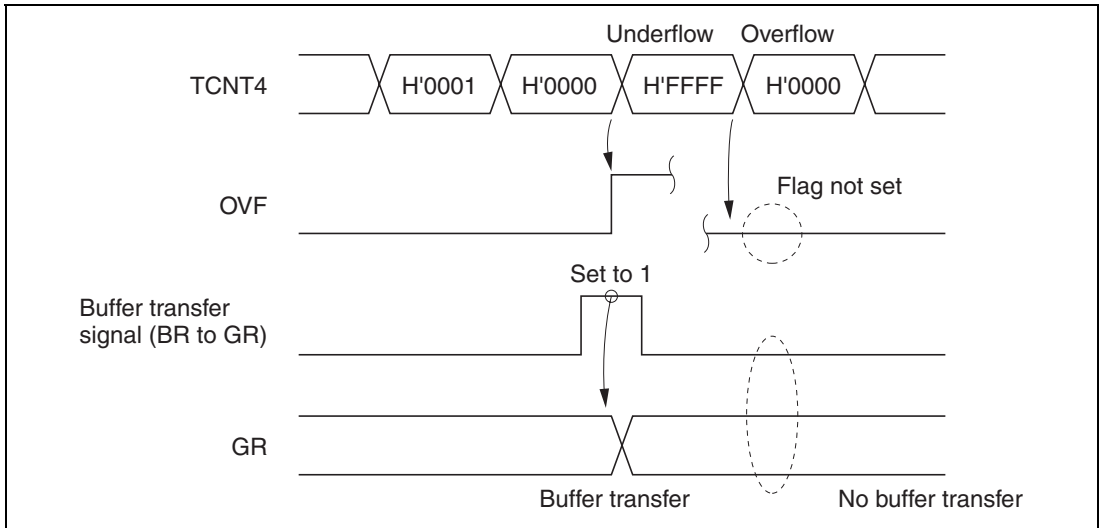 Underflow Overflow
TCNT4 H'0001 H'0000 H'FFFF H'0000
Flag not set
OVF
Set to 1
Buffer transfer
signal (BR to GR)
GR
Buffer transfer No buffer transfer